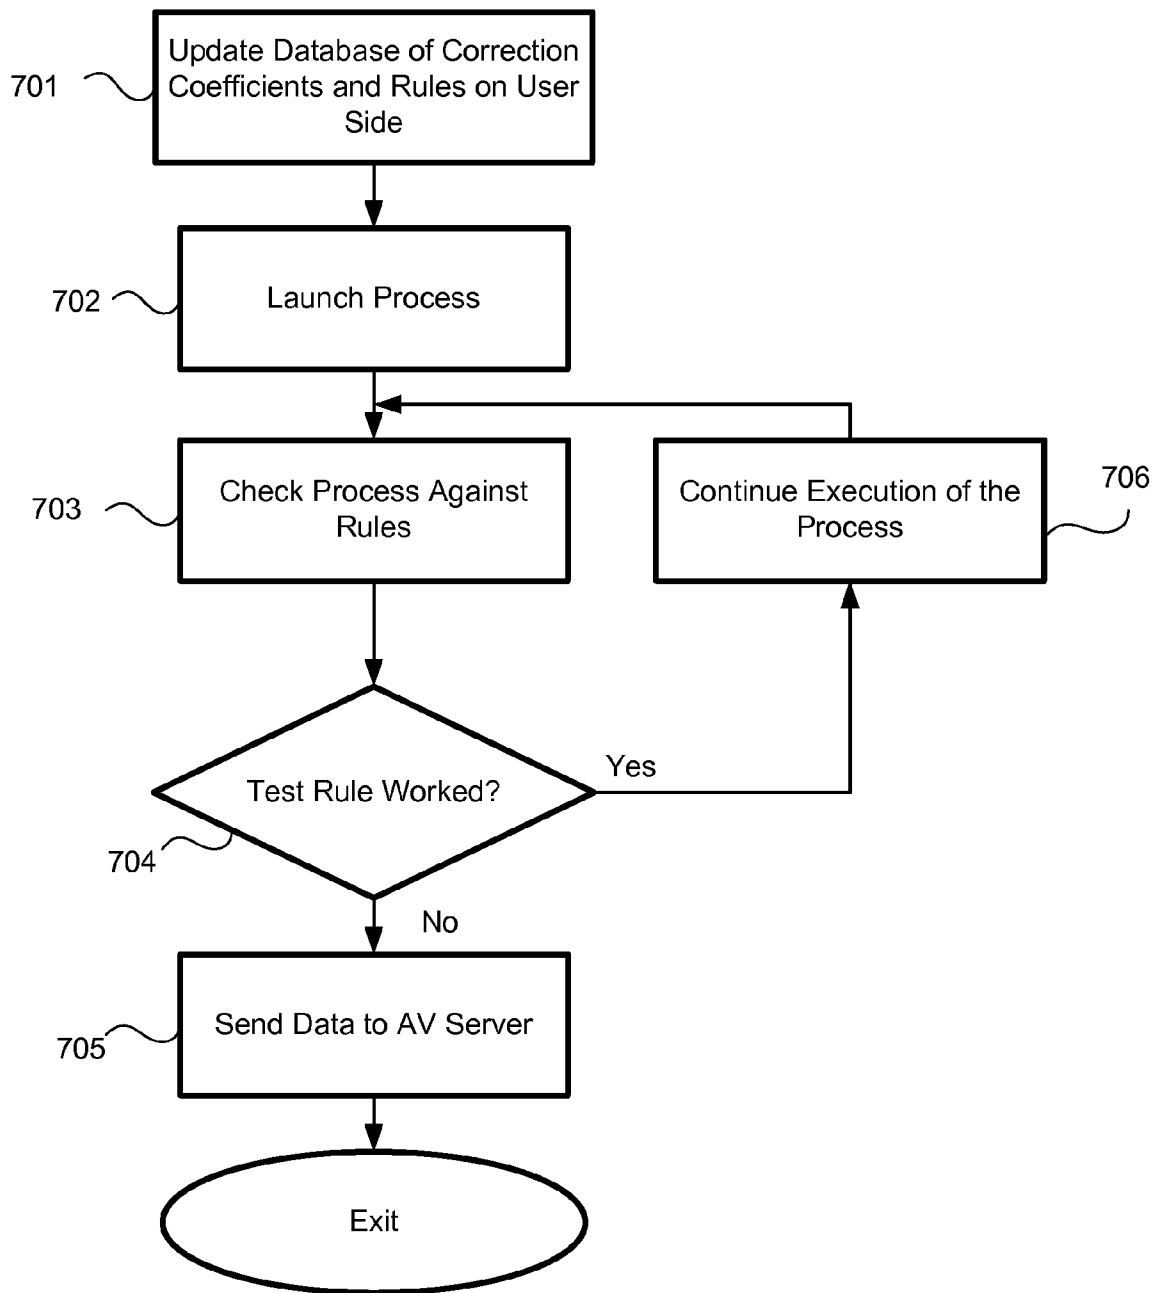 701
Update Database of Correction
Coefficients and Rules on User
Side
702
Launch Process
703
Check Process Against
Rules
Continue Execution of the
Process
706
Test Rule Worked?
Yes
704
No
Send Data to AV Server
705
Exit